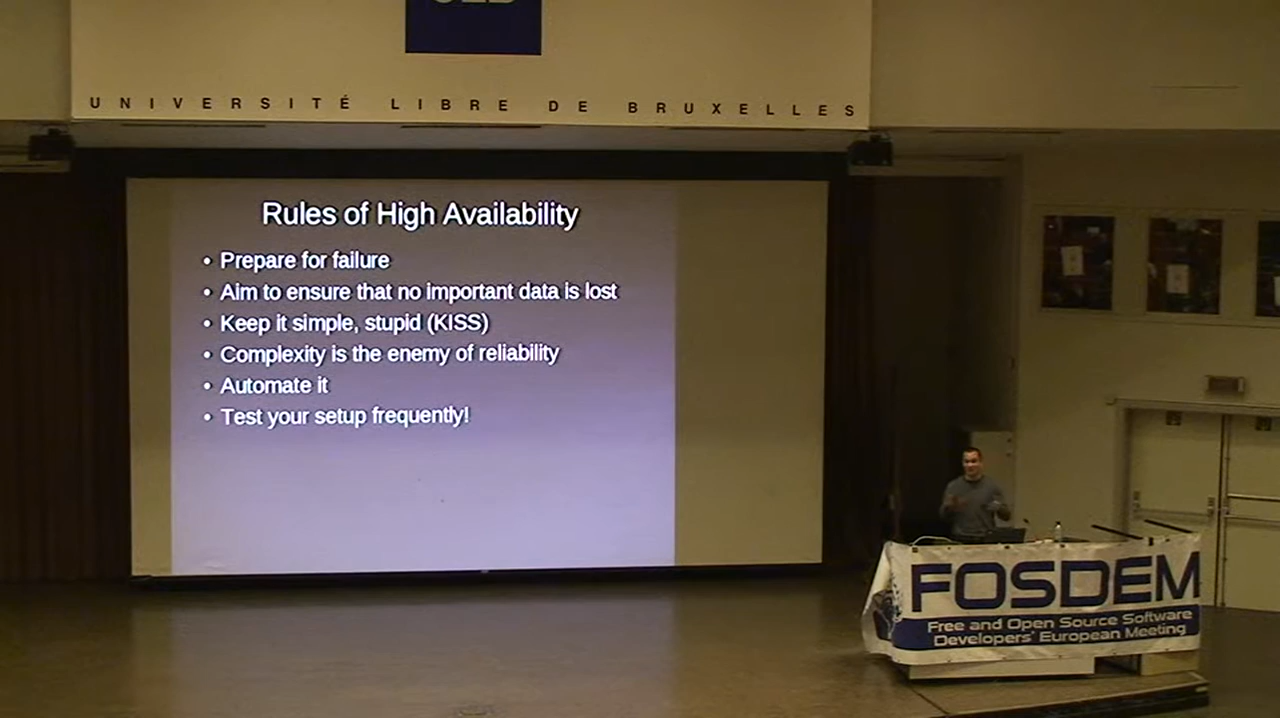 UNIVERSITÉ LIBRE DE BRUXELLES
Rules of High Availability
• Prepare for failure
• Aim to ensure that no important data is lost
• Keep it simple, stupid (KISS)
• Complexity is the enemy of reliability
• Automate it
• Test your setup frequently!
FOSDEM
Free and Open Source Software
Developers' European Meeting